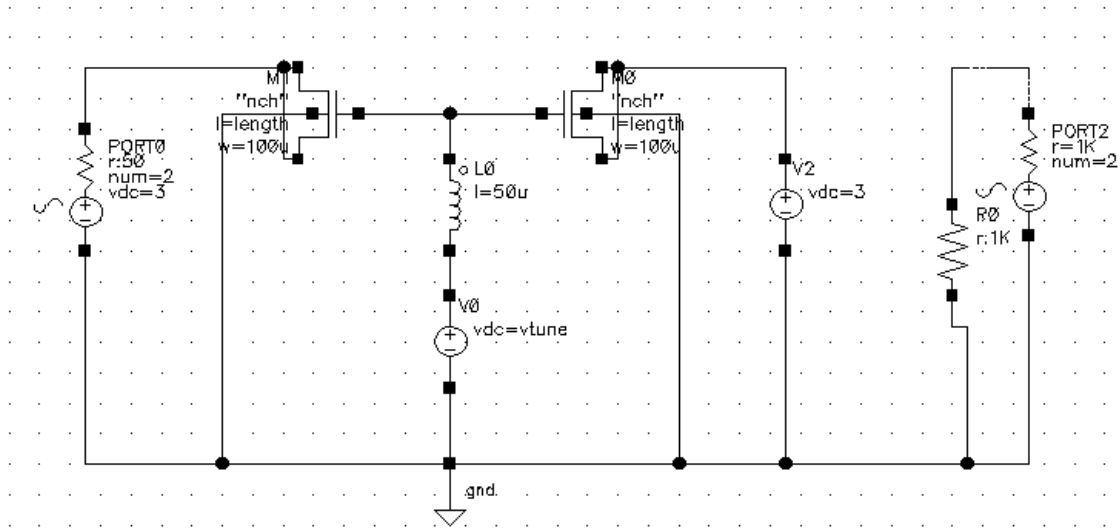 PORT0
r:50
num=2
vdc=3
"nch"
l=length
w=100u
L0
l=50u
V0
vdc=vtune
gnd
M0
"nch"
l=length
w=100u
V2
vdc=3
R0
r:1K
PORT2
r=1K
num=2